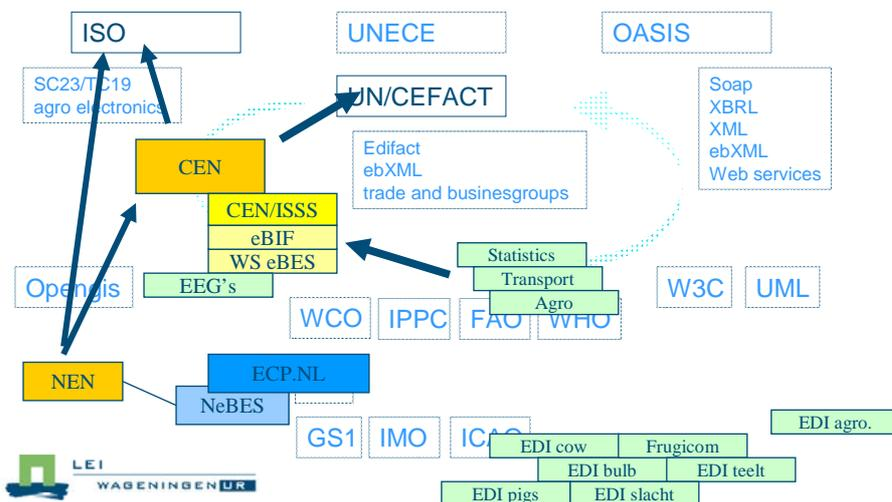 ISO
UNECE
OASIS
SC23/TC19
agro electronics
UN/CEFACT
Soap
XBRL
XML
ebXML
Web services
Edifact
ebXML
trade and businesgroups
CEN
CEN/ISSS
eBIF
WS eBES
EEG's
Statistics
Transport
Agro
Opengis
W3C
UML
WCO
IPPC
FAO
WHO
NEN
ECP.NL
NeBES
GS1
IMO
ICAO
EDI agro.
EDI cow
Frugicom
EDI bulb
EDI teelt
EDI pigs
EDI slacht
LEI
WAGENINGEN UR